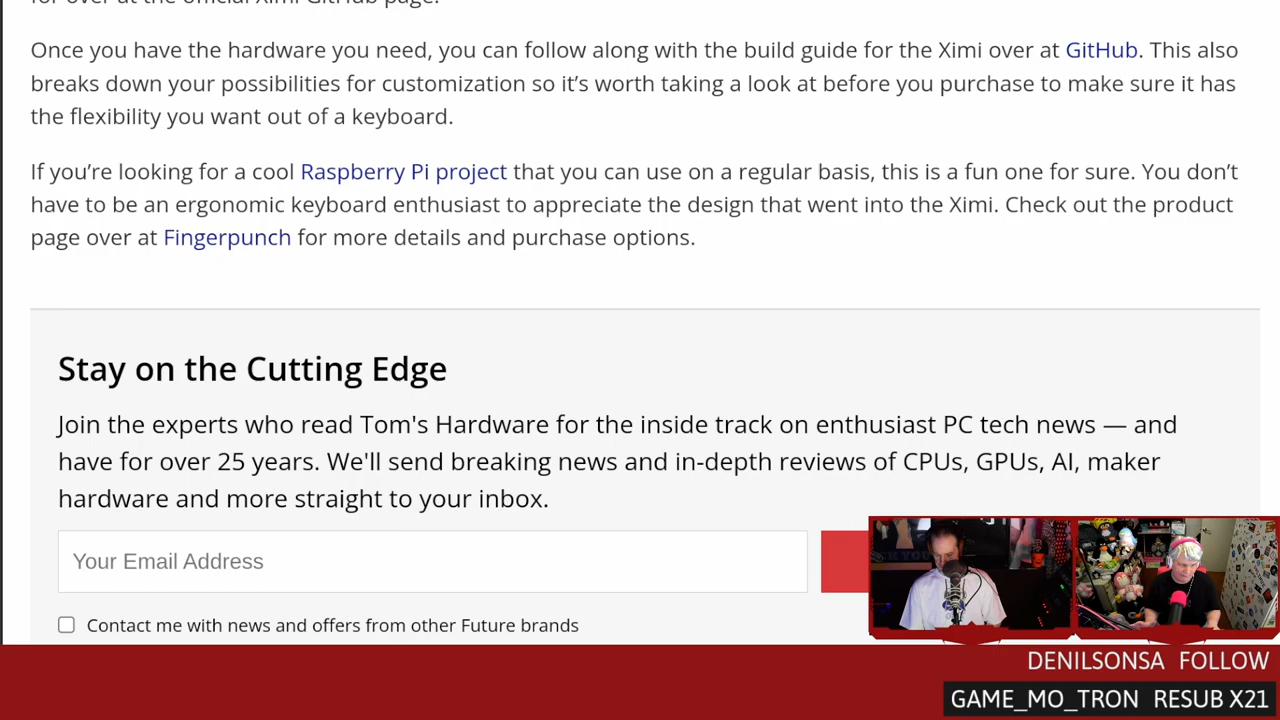 Once you have the hardware you need, you can follow along with the build guide for the Ximi over at GitHub. This also
breaks down your possibilities for customization so it’s worth taking a look at before you purchase to make sure it has
the flexibility you want out of a keyboard.
If you’re looking for a cool Raspberry Pi project that you can use on a regular basis, this is a fun one for sure. You don’t
have to be an ergonomic keyboard enthusiast to appreciate the design that went into the Ximi. Check out the product
page over at Fingerpunch for more details and purchase options.
Stay on the Cutting Edge
Join the experts who read Tom's Hardware for the inside track on enthusiast PC tech news — and
have for over 25 years. We'll send breaking news and in-depth reviews of CPUs, GPUs, AI, maker
hardware and more straight to your inbox.
Your Email Address
Contact me with news and offers from other Future brands
DENILSONSA FOLLOW
GAME_MO_TRON RESUB X21